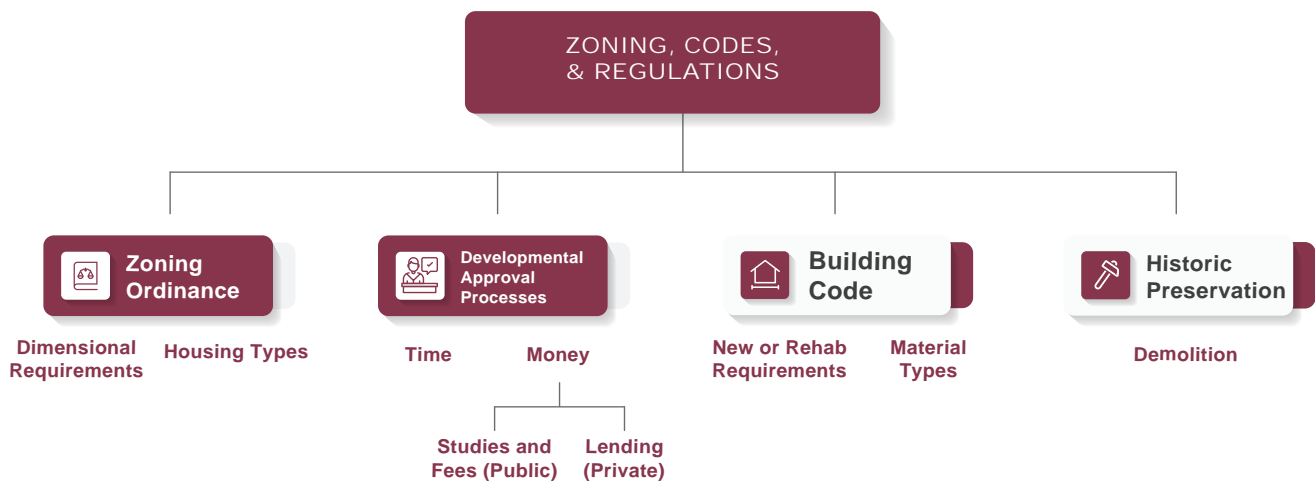 ZONING, CODES,
& REGULATIONS
Zoning
Ordinance
Developmental
Approval
Processes
Building
Code
Historic
Preservation
Dimensional
Requirements
Housing Types
Time
Money
New or Rehab
Requirements
Material
Types
Demolition
Studies and
Fees (Public)
Lending
(Private)